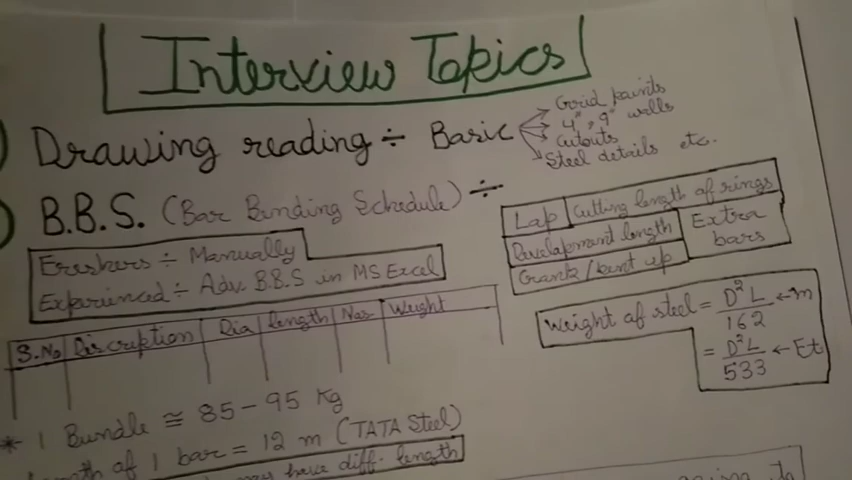 Interview Topics
Drawing reading ÷ Basic
Grid points
4", 9" walls
Cutouts
Steel details etc.
B.B.S. (Bar Bending Schedule) ÷
Freshers ÷ Manually
Experienced ÷ Adv. B.B.S in MS Excel
Lap
Cutting length of rings
Development length
Extra bars
Crank/bent up
S.No Discription Dia length Nos Weight
Weight of steel = D²L/162 ← m
= D²L/533 ← Ft
* 1 Bundle ≅ 85 - 95 Kg
of 1 bar = 12 m (TATA Steel)
have diff. length